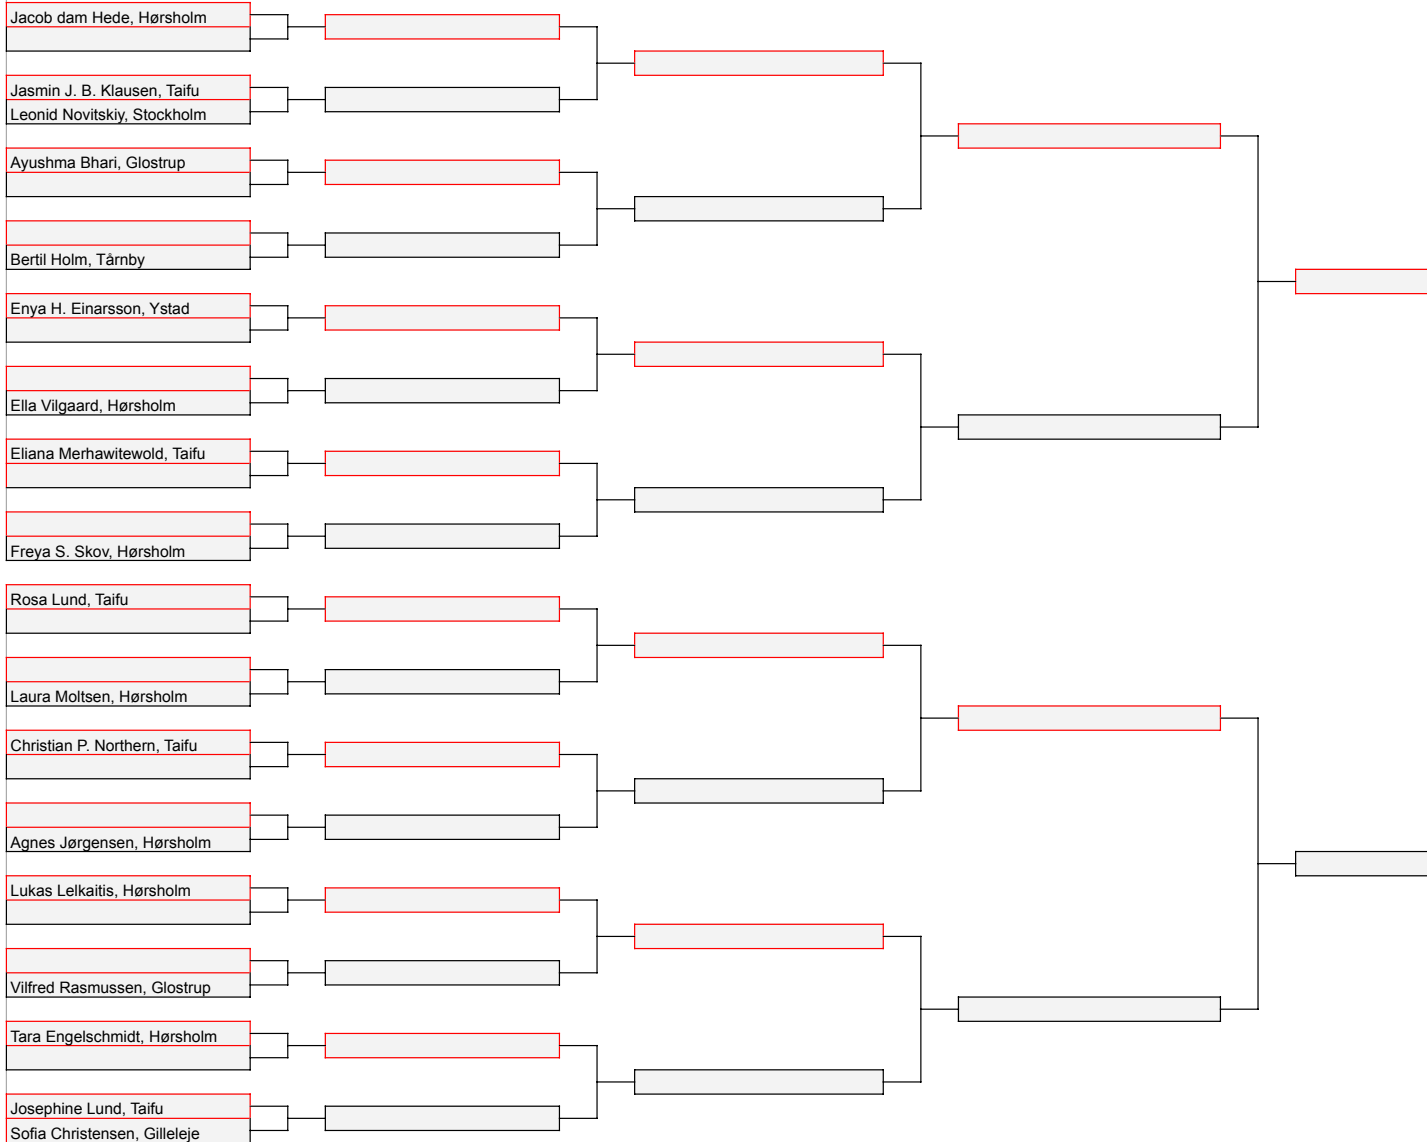 Jacob dam Hede, Hørsholm
Jasmin J. B. Klausen, Taifu
Leonid Novitskiy, Stockholm
Ayushma Bhari, Glostrup
Bertil Holm, Tårnby
Enya H. Einarsson, Ystad
Ella Vilgaard, Hørsholm
Eliana Merhawitewold, Taifu
Freya S. Skov, Hørsholm
Rosa Lund, Taifu
Laura Moltsen, Hørsholm
Christian P. Northern, Taifu
Agnes Jørgensen, Hørsholm
Lukas Lelkaitis, Hørsholm
Vilfred Rasmussen, Glostrup
Tara Engelschmidt, Hørsholm
Josephine Lund, Taifu
Sofia Christensen, Gilleleje